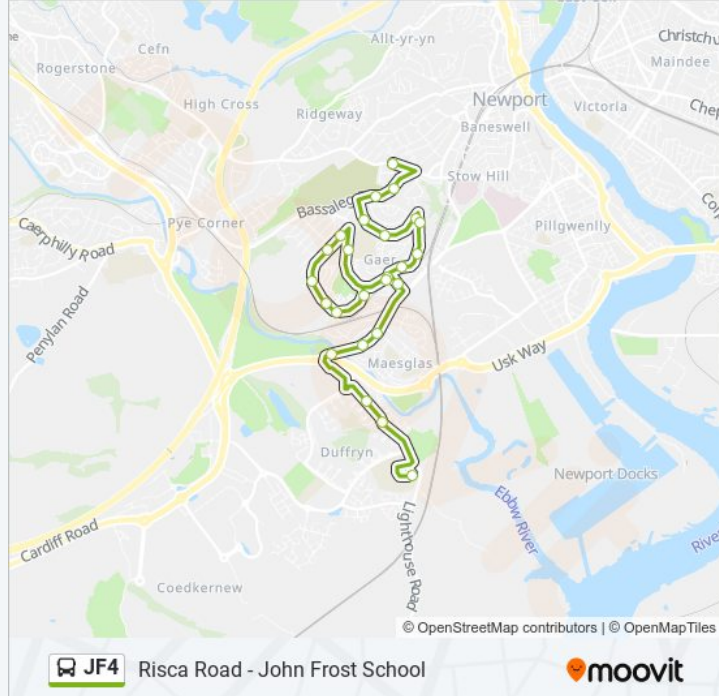 Allt-yr-yn
Christchu
Cefn
Rogerstone
Maindee
High Cross
Newport
Victoria
Chep
Ridgeway
Baneswell
Stow Hill
Bassaleg
Pye Corner
Pillgwenlly
Caerphilly Road
Gaer
Penylan Road
Maesglas
Usk Way
Duffryn
Newport Docks
Ebbw River
Cardiff Road
Lighthouse Road
River
Coedkernew
© OpenStreetMap contributors | © OpenMapTiles
JF4 Risca Road - John Frost School
moovit